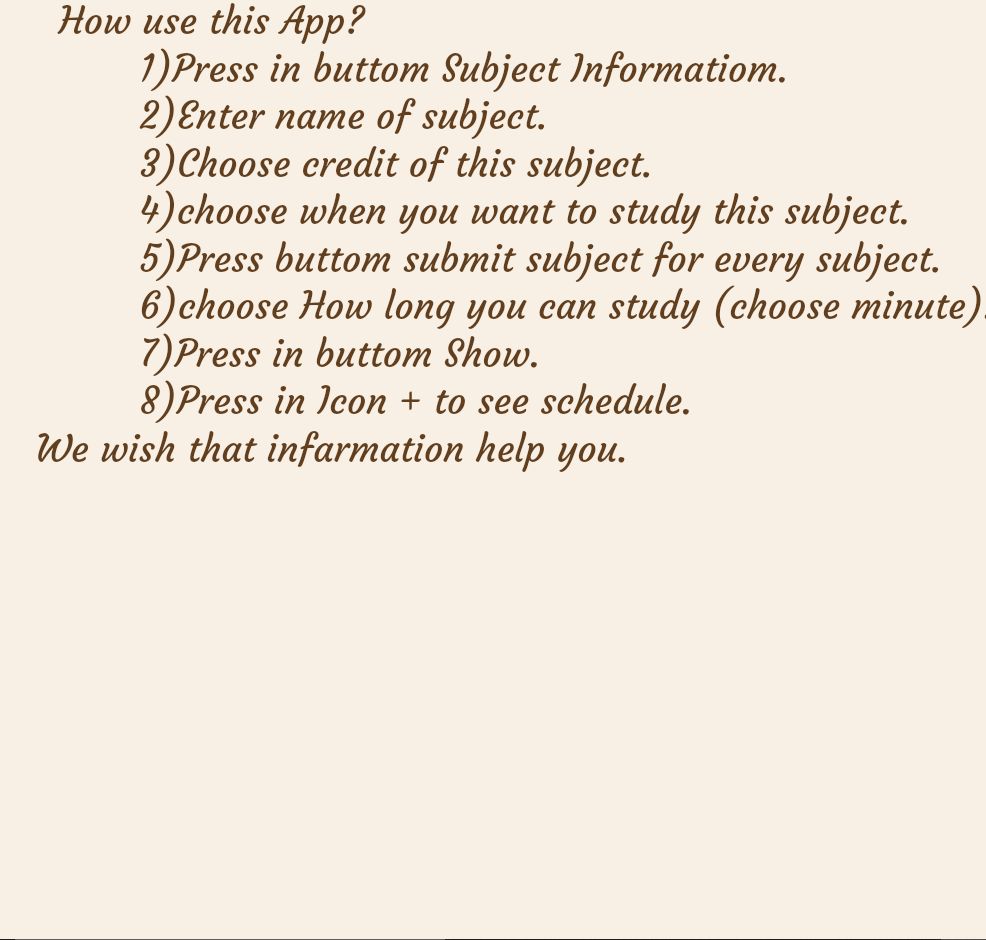 How use this App?
1)Press in buttom Subject Informatiom.
2)Enter name of subject.
3)Choose credit of this subject.
4)choose when you want to study this subject.
5)Press buttom submit subject for every subject.
6)choose How long you can study (choose minute).
7)Press in buttom Show.
8)Press in Icon + to see schedule.
We wish that infarmation help you.